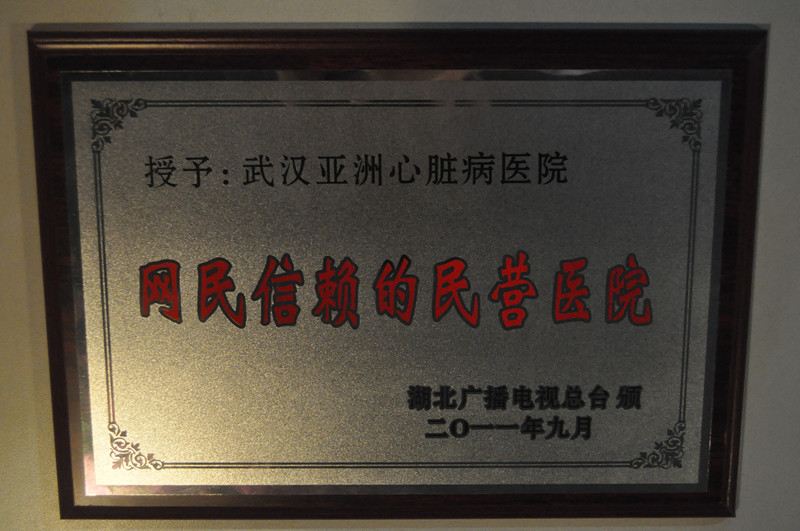 授予：武汉亚洲心脏病医院
网民信赖的民营医院
湖北广播电视总台 颁
二〇一一年九月